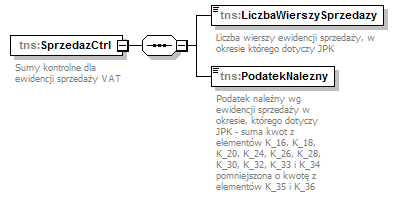 tns:LiczbaWierszySprzedazy
Liczba wierszy ewidencji sprzedaży, w
okresie którego dotyczy JPK
tns:SprzedazCtrl
Sumy kontrolne dla
ewidencji sprzedaży VAT
tns:PodatekNalezny
Podatek należny wg
ewidencji sprzedaży w
okresie, którego dotyczy
JPK - suma kwot z
elementów K_16, K_18,
K_20, K_24, K_26, K_28,
K_30, K_32, K_33 i K_34
pomniejszona o kwotę z
elementów K_35 i K_36